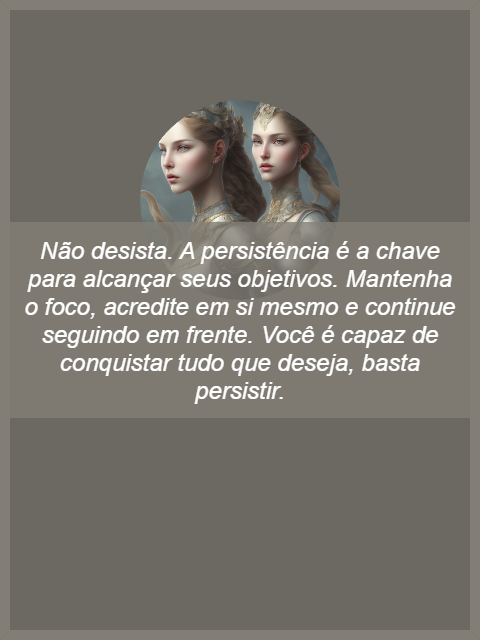 Não desista. A persistência é a chave
para alcançar seus objetivos. Mantenha
o foco, acredite em si mesmo e continue
seguindo em frente. Você é capaz de
conquistar tudo que deseja, basta
persistir.